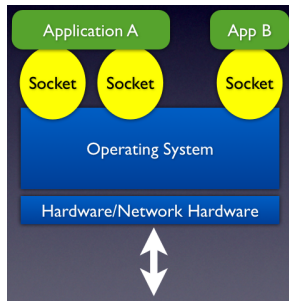 Application A
App B
Socket
Socket
Socket
Operating System
Hardware/Network Hardware